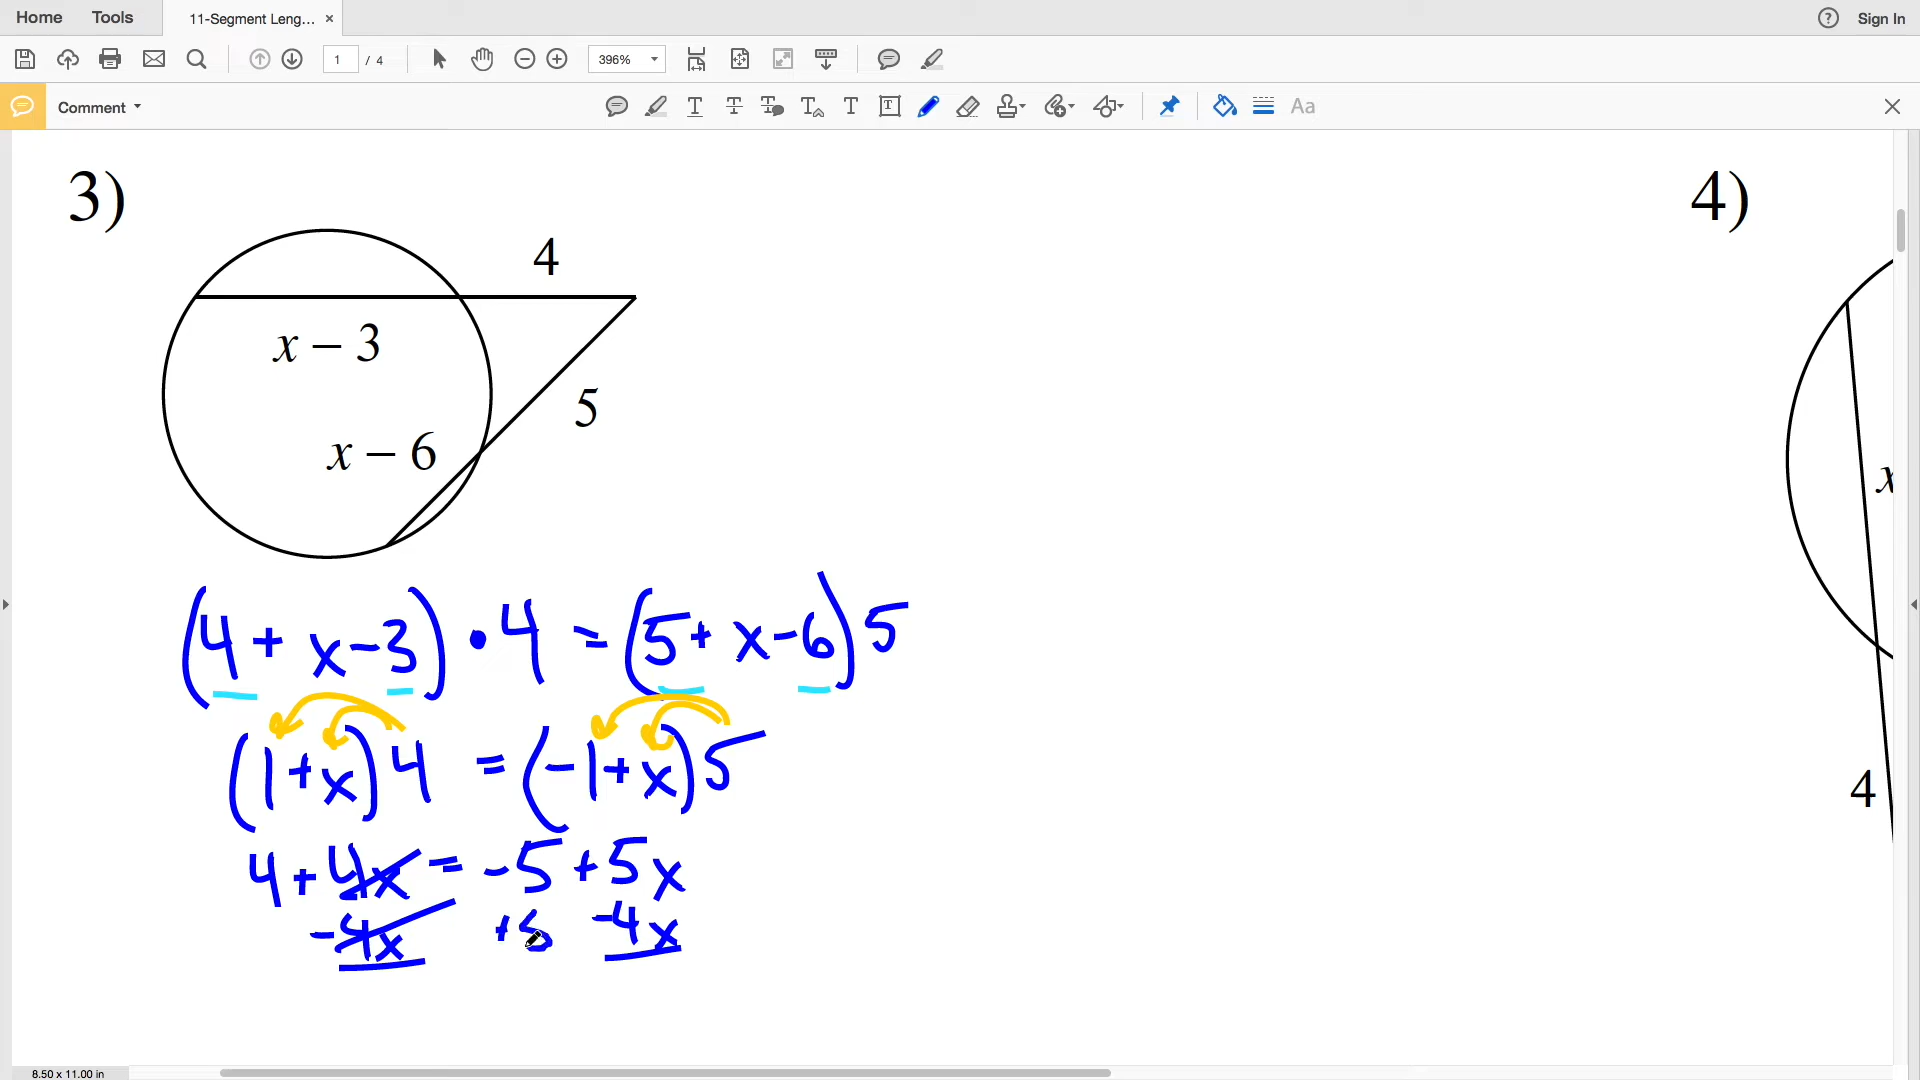 Home Tools 11-Segment Leng... × ? Sign In
1 / 4 396%
Comment T T T T T T Aa
3)
4)
4
x − 3
5
x − 6
x
4
(4 + x - 3) • 4 = (5 + x - 6) 5
(1 + x) 4 = (-1 + x) 5
4 + 4x = -5 + 5x
-4x +5 -4x
8.50 x 11.00 in